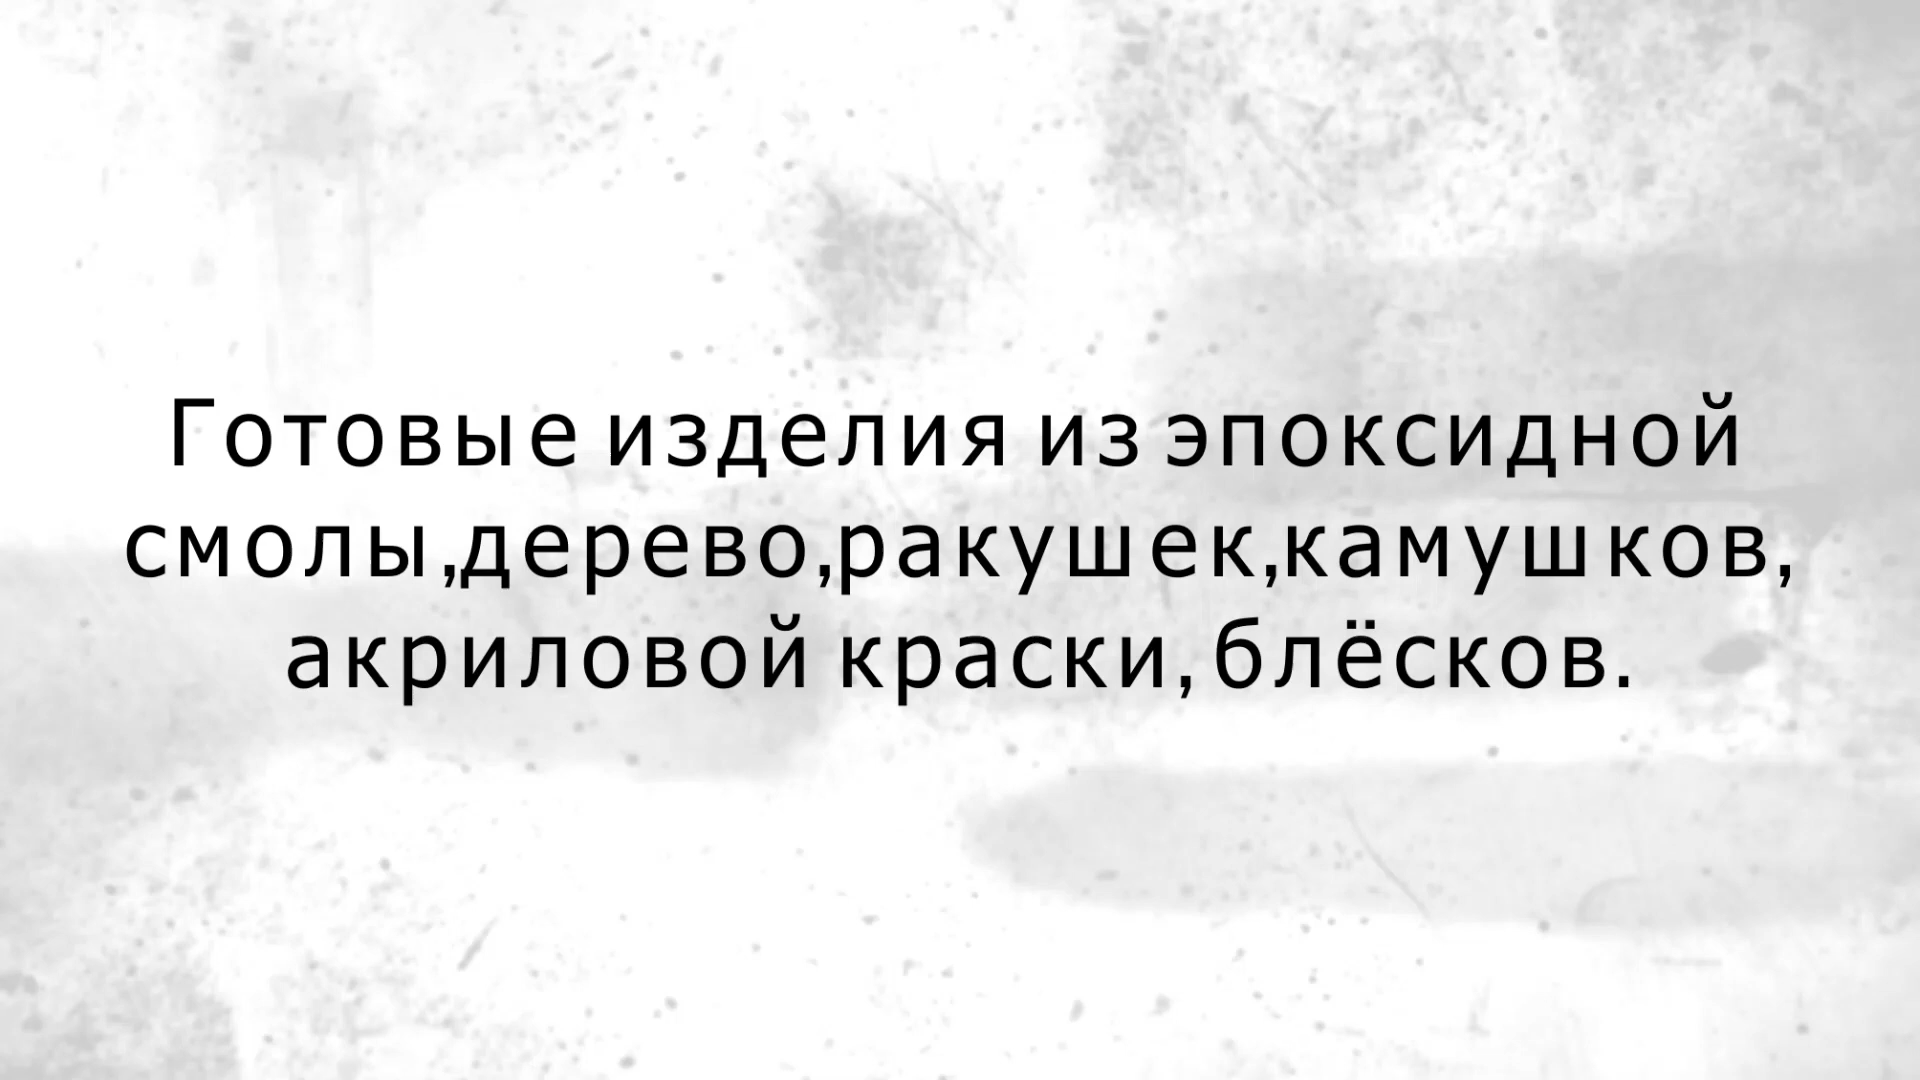 Готовые изделия из эпоксидной
смолы,дерево,ракушек,камушков,
акриловой краски,блёсков.